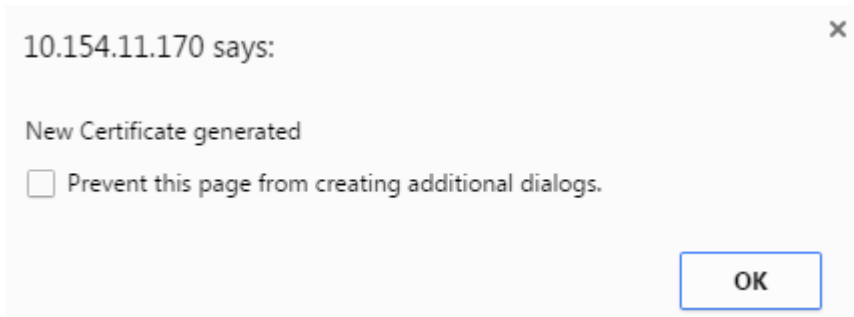 10.154.11.170 says:
New Certificate generated
Prevent this page from creating additional dialogs.
OK